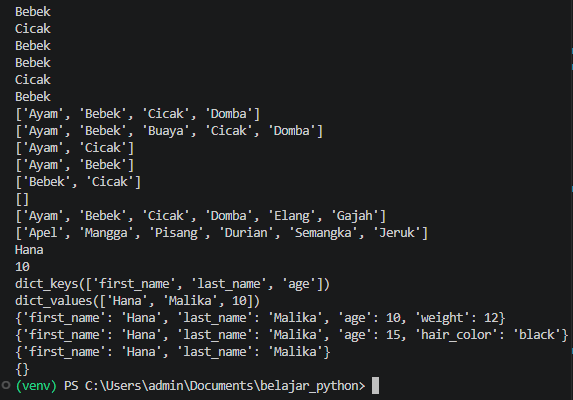 Bebek
Cicak
Bebek
Bebek
Cicak
Bebek
['Ayam', 'Bebek', 'Cicak', 'Domba']
['Ayam', 'Bebek', 'Buaya', 'Cicak', 'Domba']
['Ayam', 'Cicak']
['Ayam', 'Bebek']
['Bebek', 'Cicak']
[]
['Ayam', 'Bebek', 'Cicak', 'Domba', 'Elang', 'Gajah']
['Apel', 'Mangga', 'Pisang', 'Durian', 'Semangka', 'Jeruk']
Hana
10
dict_keys(['first_name', 'last_name', 'age'])
dict_values(['Hana', 'Malika', 10])
{'first_name': 'Hana', 'last_name': 'Malika', 'age': 10, 'weight': 12}
{'first_name': 'Hana', 'last_name': 'Malika', 'age': 15, 'hair_color': 'black'}
{'first_name': 'Hana', 'last_name': 'Malika'}
{}
(venv) PS C:\Users\admin\Documents\belajar_python>